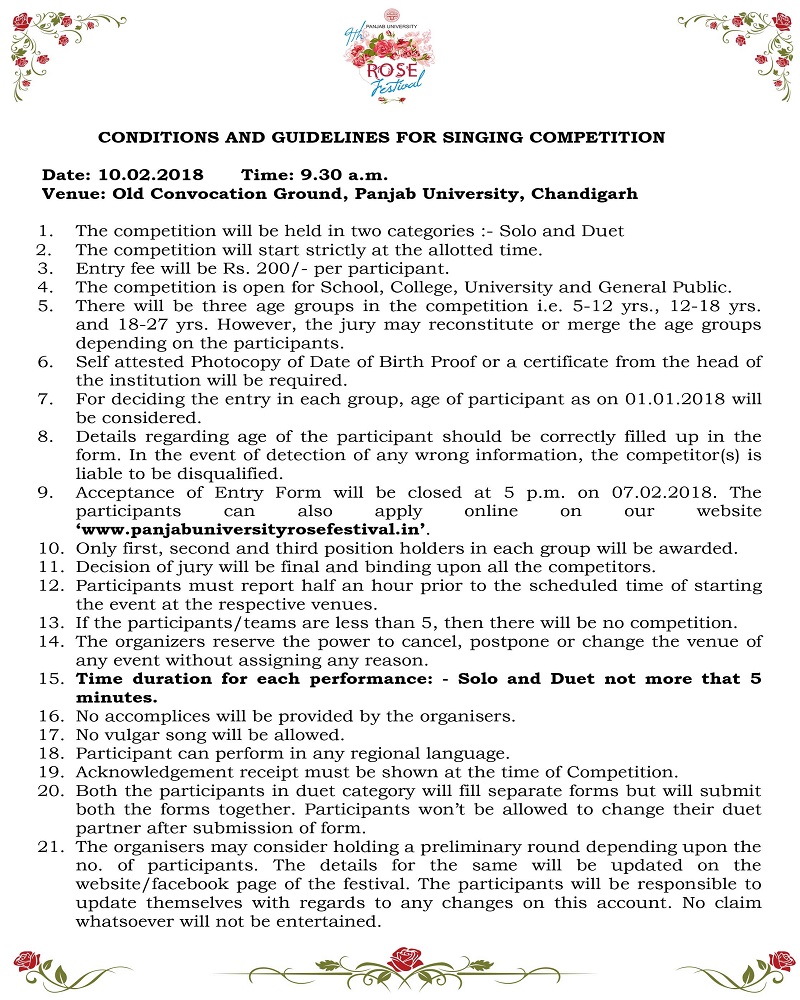 PANJAB UNIVERSITY
9th
ROSE
Festival
CONDITIONS AND GUIDELINES FOR SINGING COMPETITION
Date: 10.02.2018 Time: 9.30 a.m.
Venue: Old Convocation Ground, Panjab University, Chandigarh
1. The competition will be held in two categories :- Solo and Duet
2. The competition will start strictly at the allotted time.
3. Entry fee will be Rs. 200/- per participant.
4. The competition is open for School, College, University and General Public.
5. There will be three age groups in the competition i.e. 5-12 yrs., 12-18 yrs.
and 18-27 yrs. However, the jury may reconstitute or merge the age groups
depending on the participants.
6. Self attested Photocopy of Date of Birth Proof or a certificate from the head of
the institution will be required.
7. For deciding the entry in each group, age of participant as on 01.01.2018 will
be considered.
8. Details regarding age of the participant should be correctly filled up in the
form. In the event of detection of any wrong information, the competitor(s) is
liable to be disqualified.
9. Acceptance of Entry Form will be closed at 5 p.m. on 07.02.2018. The
participants can also apply online on our website
‘www.panjabuniversityrosefestival.in’.
10. Only first, second and third position holders in each group will be awarded.
11. Decision of jury will be final and binding upon all the competitors.
12. Participants must report half an hour prior to the scheduled time of starting
the event at the respective venues.
13. If the participants/teams are less than 5, then there will be no competition.
14. The organizers reserve the power to cancel, postpone or change the venue of
any event without assigning any reason.
15. Time duration for each performance: - Solo and Duet not more that 5
minutes.
16. No accomplices will be provided by the organisers.
17. No vulgar song will be allowed.
18. Participant can perform in any regional language.
19. Acknowledgement receipt must be shown at the time of Competition.
20. Both the participants in duet category will fill separate forms but will submit
both the forms together. Participants won’t be allowed to change their duet
partner after submission of form.
21. The organisers may consider holding a preliminary round depending upon the
no. of participants. The details for the same will be updated on the
website/facebook page of the festival. The participants will be responsible to
update themselves with regards to any changes on this account. No claim
whatsoever will not be entertained.